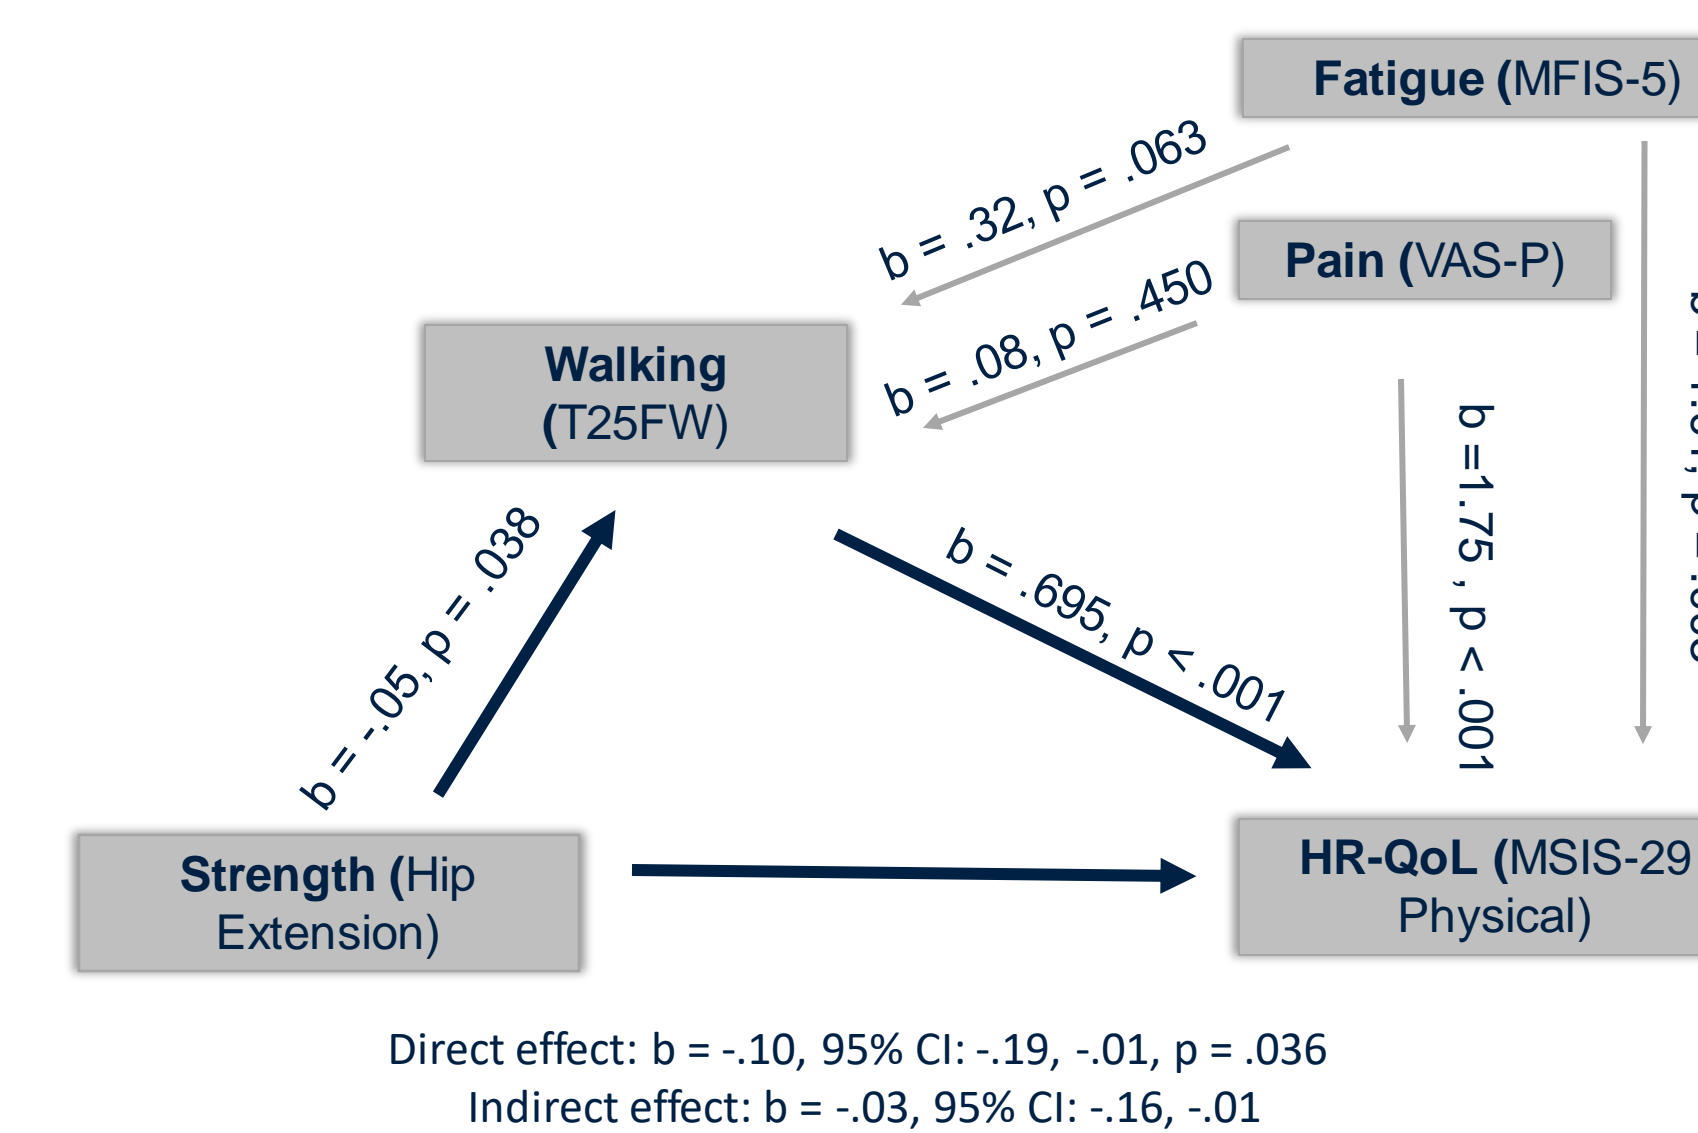 Fatigue (MFIS-5)
b = .32, p = .063
Pain (VAS-P)
b = .08, p = .450
Walking
(T25FW)
b =1.75 , p < .001
b = -.05, p = .038
b = .695, p < .001
Strength (Hip
Extension)
HR-QoL (MSIS-29
Physical)
Direct effect: b = -.10, 95% CI: -.19, -.01, p = .036
Indirect effect: b = -.03, 95% CI: -.16, -.01